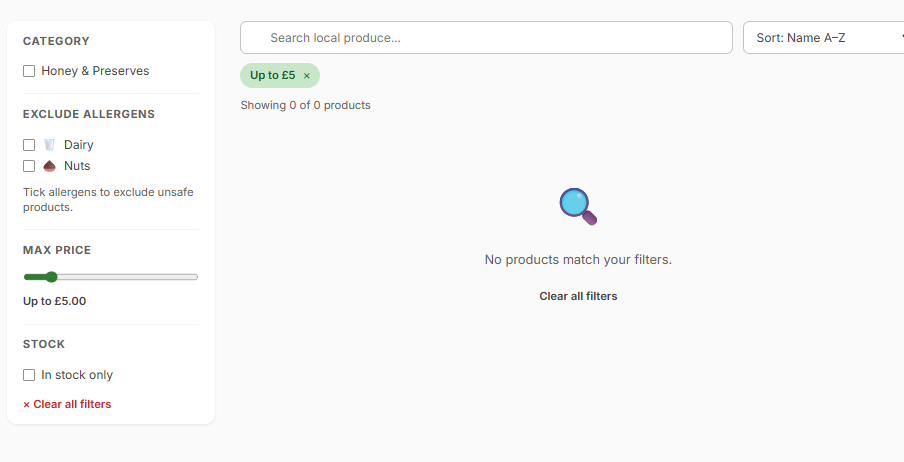 CATEGORY
Honey & Preserves
EXCLUDE ALLERGENS
Dairy
Nuts
Tick allergens to exclude unsafe
products.
MAX PRICE
Up to £5.00
STOCK
In stock only
× Clear all filters
Search local produce...
Sort: Name A–Z
Up to £5 ×
Showing 0 of 0 products
No products match your filters.
Clear all filters